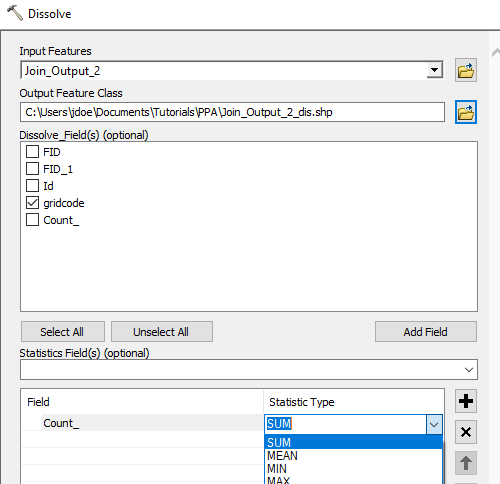 Dissolve
Input Features
Join_Output_2
Output Feature Class
C:\Users\jdoe\Documents\Tutorials\PPA\Join_Output_2_dis.shp
Dissolve_Field(s) (optional)
FID
FID_1
Id
gridcode
Count_
Select All Unselect All Add Field
Statistics Field(s) (optional)
Field Statistic Type
Count_ SUM
SUM
MEAN
MIN
MAX